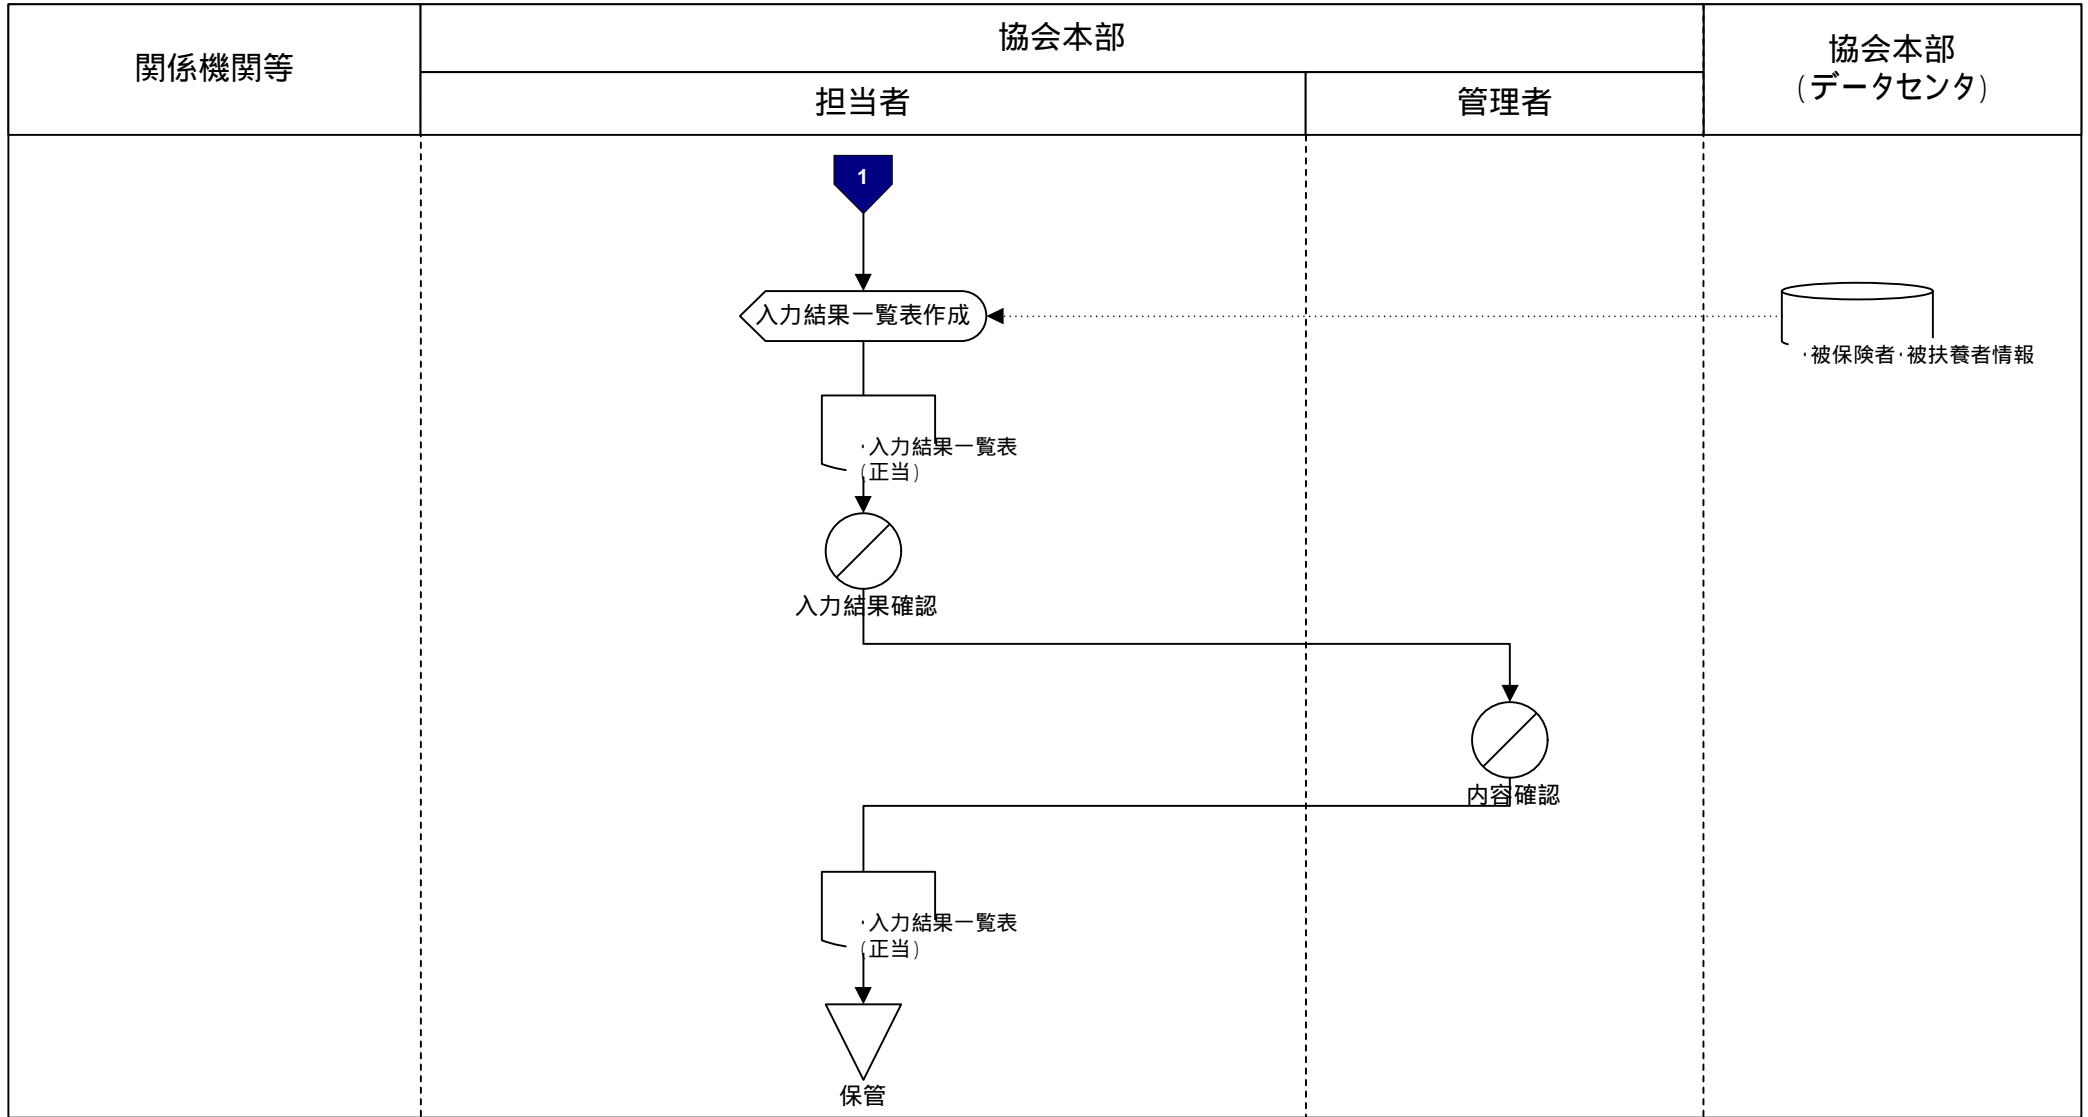 関係機関等
協会本部
担当者
管理者
協会本部
(データセンタ)
1
入力結果一覧表作成
・被保険者・被扶養者情報
・入力結果一覧表
(正当)
入力結果確認
内容確認
・入力結果一覧表
(正当)
保管